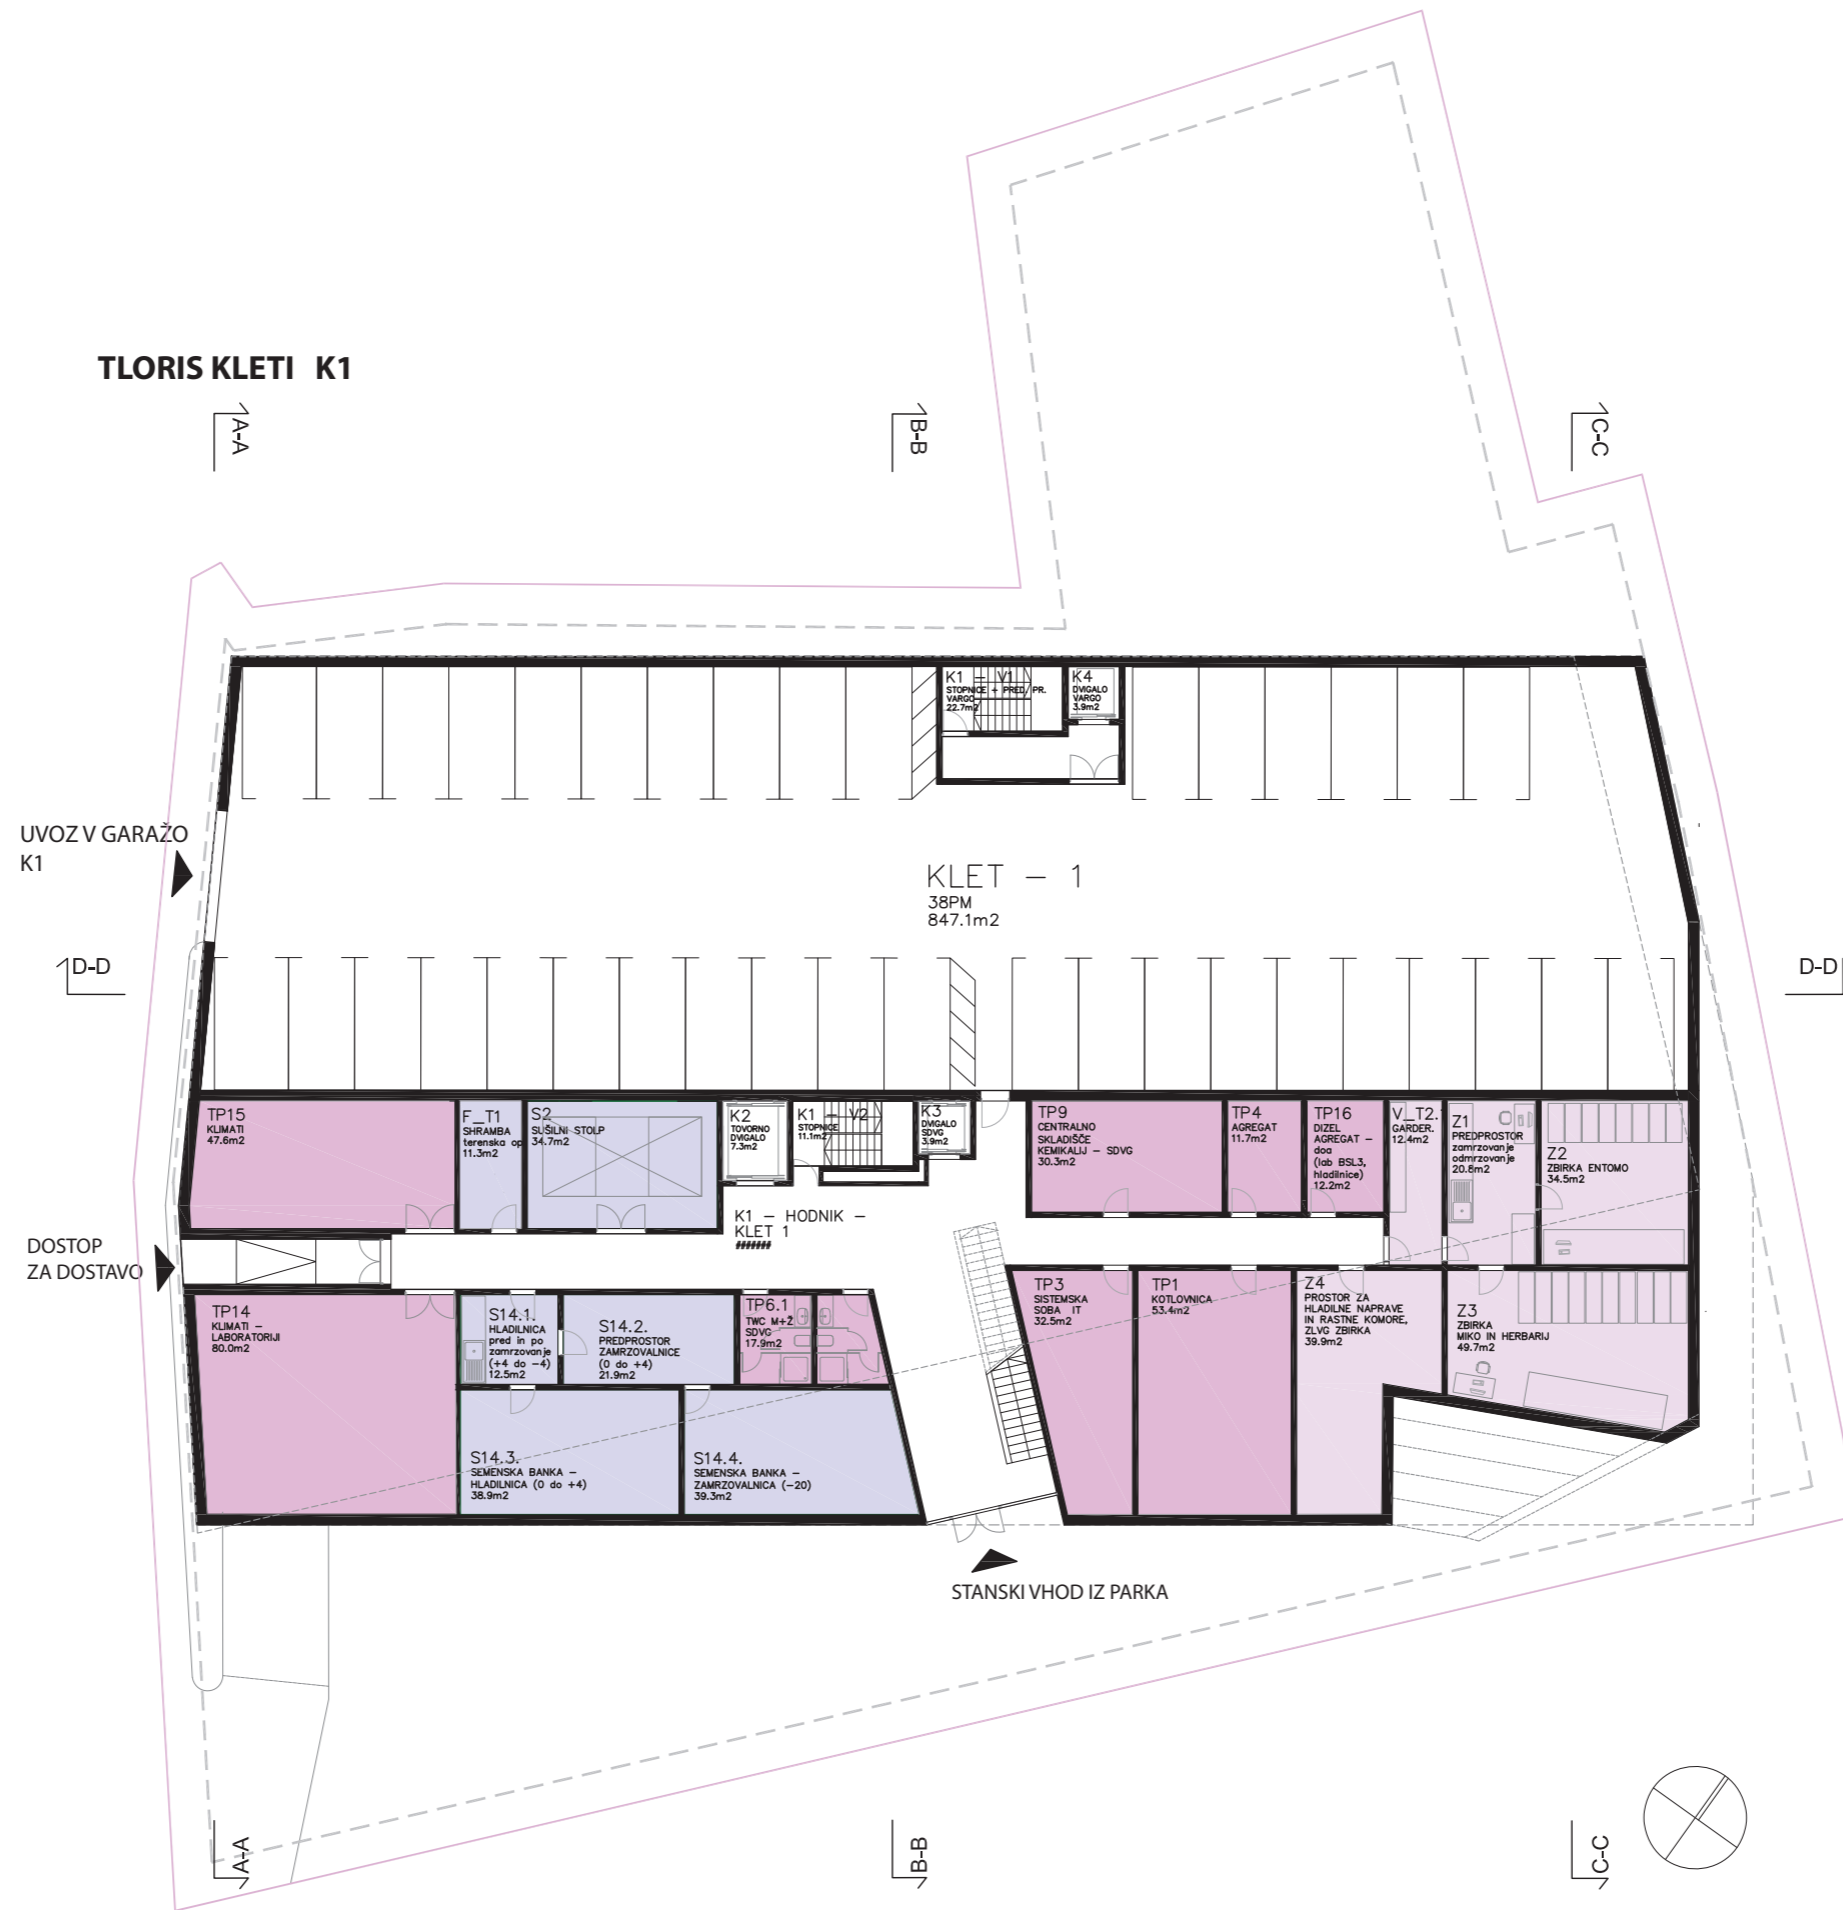 TLORIS KLETI K1
A-A
B-B
C-C
K1 - V1
STOPNICE + PRED/PR.
VARGO
22.7m2
K4
DVIGALO
VARGO
3.9m2
UVOZ V GARAŽO
K1
KLET - 1
38PM
847.1m2
D-D
D-D
TP15
KLIMATI
47.6m2
F_T1
SHRAMBA
terenska op
11.3m2
S2
SUŠILNI STOLP
34.7m2
K2
TOVORNO
DVIGALO
7.3m2
K1 - V2
STOPNICE
11.1m2
K3
DVIGALO
SDVG
3.9m2
TP9
CENTRALNO
SKLADIŠČE
KEMIKALIJ - SDVG
30.3m2
TP4
AGREGAT
11.7m2
TP16
DIZEL
AGREGAT -
doa
(lab BSL3,
hladilnice)
12.2m2
V_T2.
GARDER.
12.4m2
Z1
PREDPROSTOR
zamrzovanje
odmrzovanje
20.8m2
Z2
ZBIRKA ENTOMO
34.5m2
K1 - HODNIK -
KLET 1
#######
DOSTOP
ZA DOSTAVO
TP14
KLIMATI -
LABORATORIJI
80.0m2
S14.1.
HLADILNICA
pred in po
zamrzovanje
(+4 do -4)
12.5m2
S14.2.
PREDPROSTOR
ZAMRZOVALNICE
(0 do +4)
21.9m2
TP6.1
TWC M+Ž
SDVG
17.9m2
TP3
SISTEMSKA
SOBA IT
32.5m2
TP1
KOTLOVNICA
53.4m2
Z4
PROSTOR ZA
HLADILNE NAPRAVE
IN RASTNE KOMORE,
ZLVG ZBIRKA
39.9m2
Z3
ZBIRKA
MIKO IN HERBARIJ
49.7m2
S14.3.
SEMENSKA BANKA -
HLADILNICA (0 do +4)
38.9m2
S14.4.
SEMENSKA BANKA -
ZAMRZOVALNICA (-20)
39.3m2
STANSKI VHOD IZ PARKA
A-A
B-B
C-C